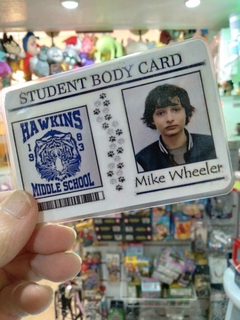 STUDENT BODY CARD
HAWKINS
19 83
MIDDLE SCHOOL
Mike Wheeler